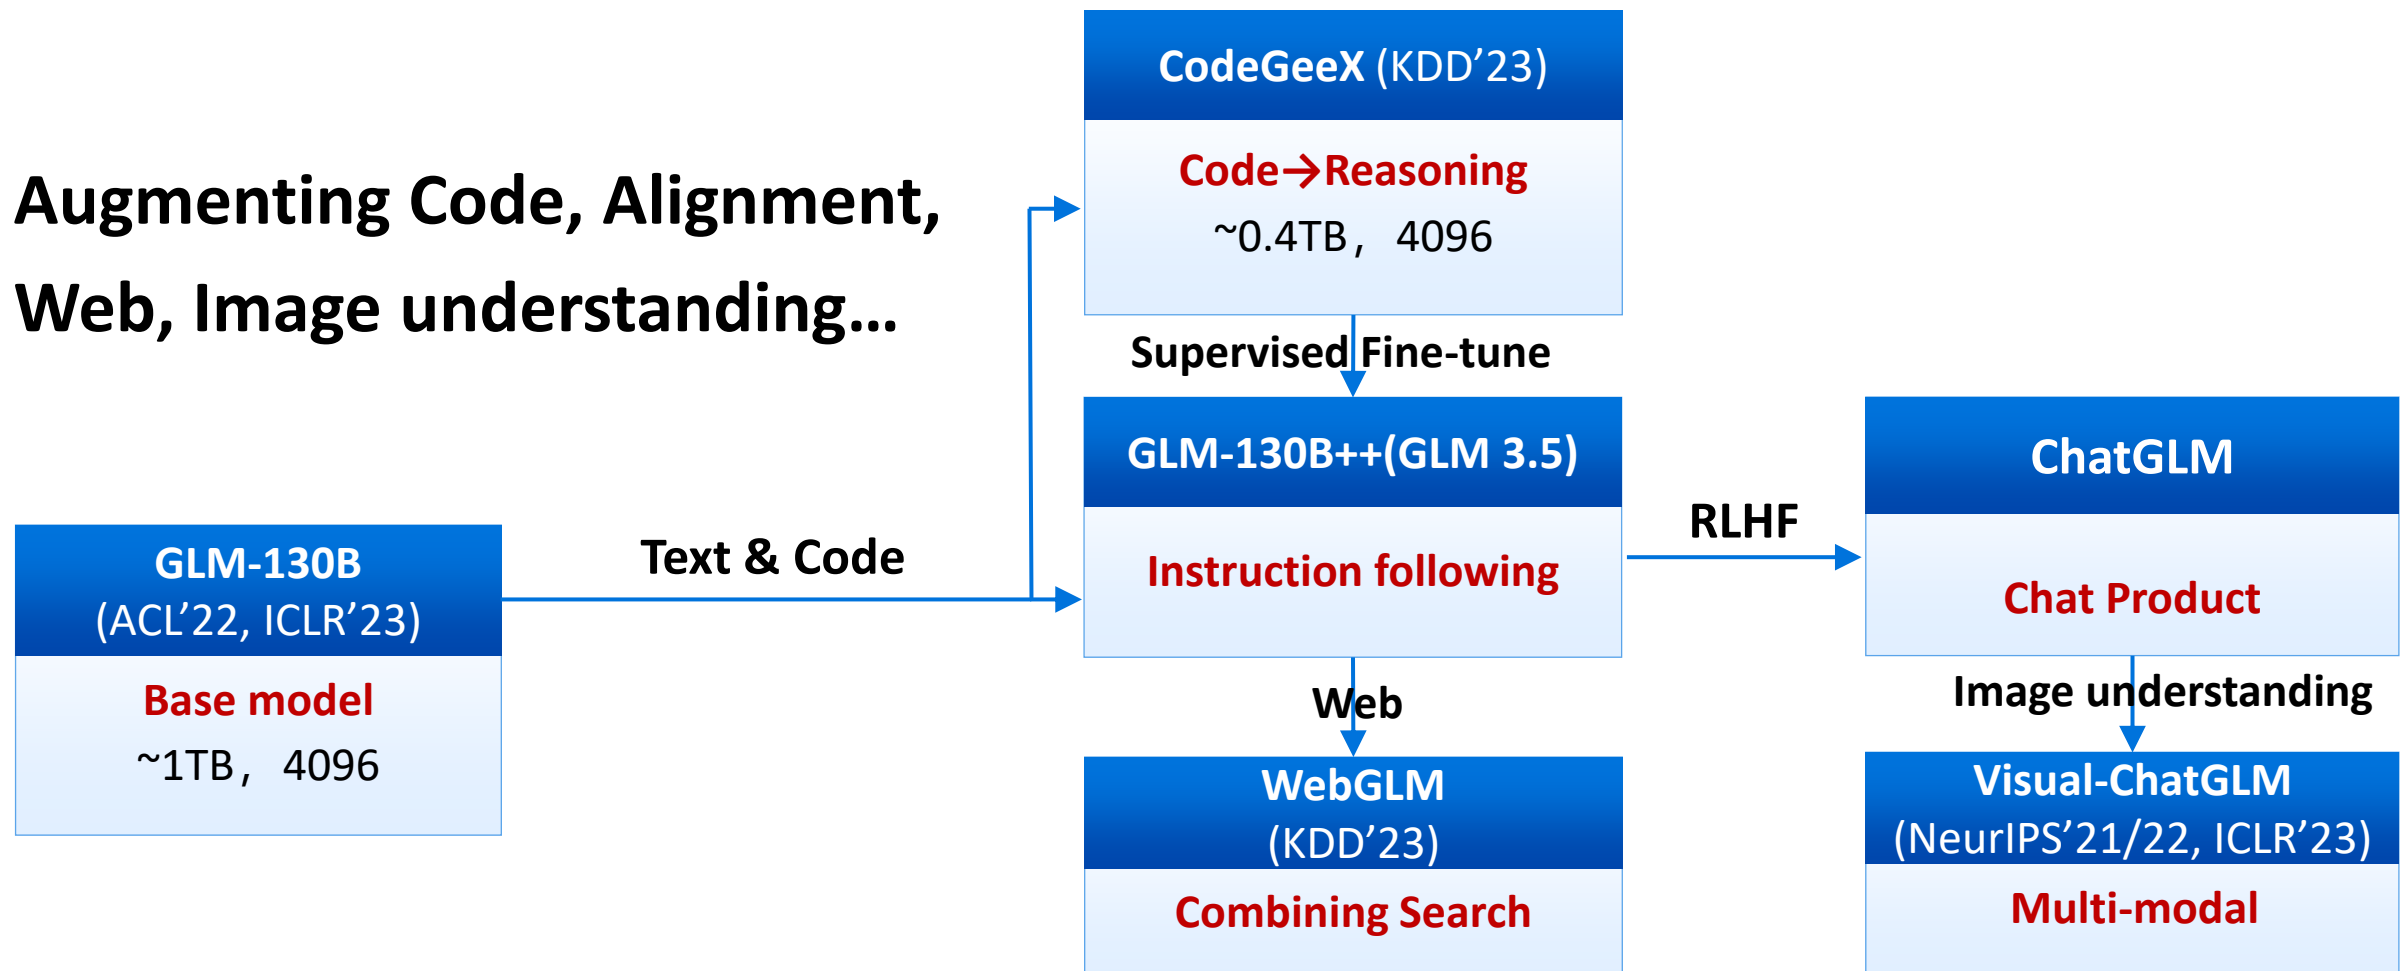 Augmenting Code, Alignment,
Web, Image understanding…
CodeGeeX (KDD’23)
Code→Reasoning
~0.4TB， 4096
Supervised Fine-tune
GLM-130B
(ACL’22, ICLR’23)
Base model
~1TB， 4096
Text & Code
GLM-130B++(GLM 3.5)
Instruction following
RLHF
ChatGLM
Chat Product
Web
WebGLM
(KDD’23)
Combining Search
Image understanding
Visual-ChatGLM
(NeurIPS’21/22, ICLR’23)
Multi-modal